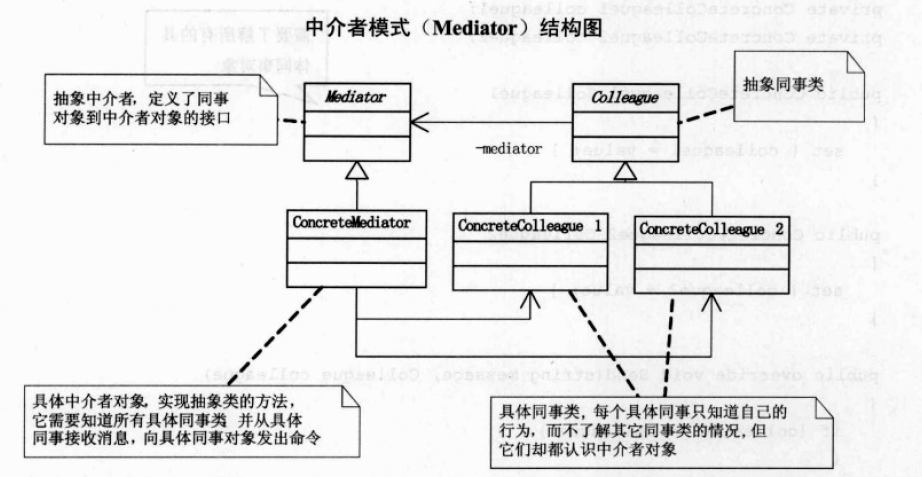 中介者模式（Mediator）结构图
抽象中介者，定义了同事
对象到中介者对象的接口
Mediator
Colleague
抽象同事类
-mediator
ConcreteMediator
ConcreteColleague 1
ConcreteColleague 2
具体中介者对象，实现抽象类的方法，
它需要知道所有具体同事类 并从具体
同事接收消息，向具体同事对象发出命令
具体同事类，每个具体同事只知道自己的
行为，而不了解其它同事类的情况，但
它们却都认识中介者对象